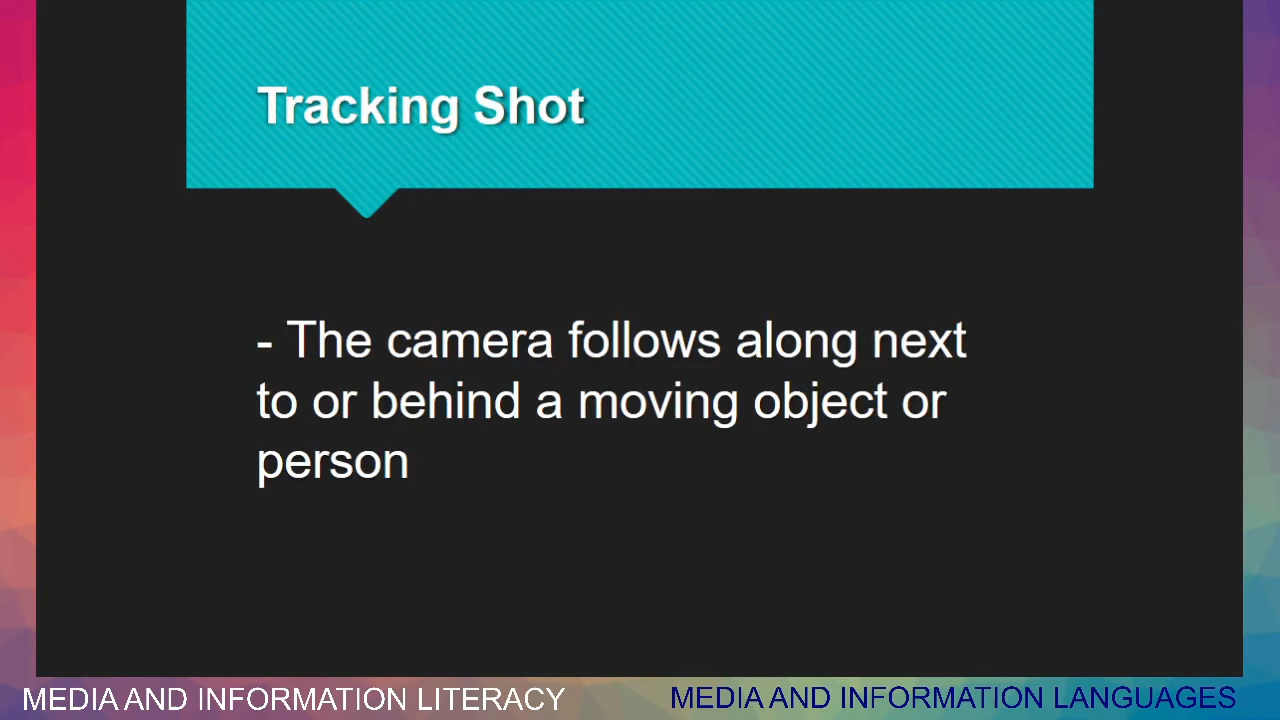 Tracking Shot
- The camera follows along next
to or behind a moving object or
person
MEDIA AND INFORMATION LITERACY
MEDIA AND INFORMATION LANGUAGES